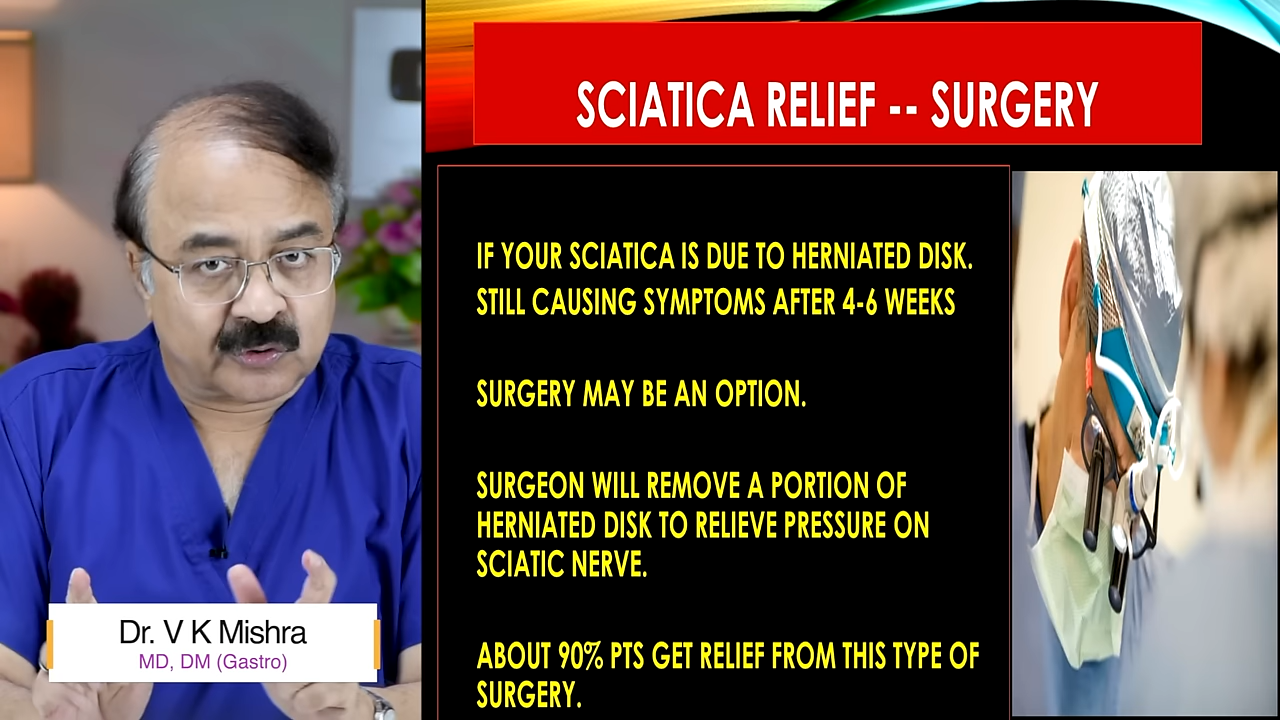 SCIATICA RELIEF -- SURGERY
IF YOUR SCIATICA IS DUE TO HERNIATED DISK.
STILL CAUSING SYMPTOMS AFTER 4-6 WEEKS
SURGERY MAY BE AN OPTION.
SURGEON WILL REMOVE A PORTION OF
HERNIATED DISK TO RELIEVE PRESSURE ON
SCIATIC NERVE.
ABOUT 90% PTS GET RELIEF FROM THIS TYPE OF
SURGERY.
Dr. V K Mishra
MD, DM (Gastro)